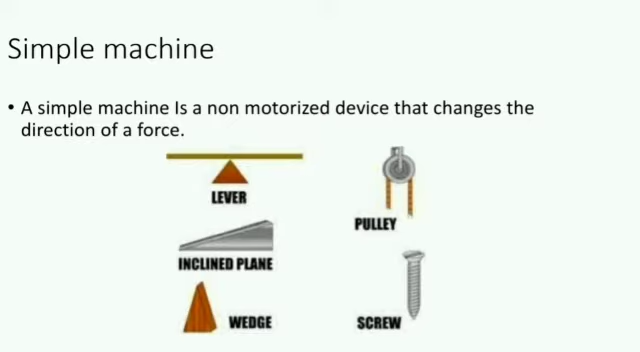 Simple machine
• A simple machine Is a non motorized device that changes the
direction of a force.
LEVER
PULLEY
INCLINED PLANE
WEDGE
SCREW